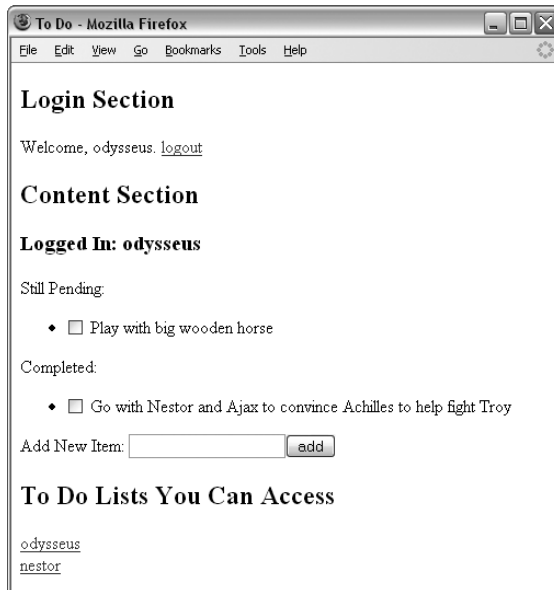 To Do - Mozilla Firefox
File Edit View Go Bookmarks Tools Help
Login Section
Welcome, odysseus. logout
Content Section
Logged In: odysseus
Still Pending:
Play with big wooden horse
Completed:
Go with Nestor and Ajax to convince Achilles to help fight Troy
Add New Item: add
To Do Lists You Can Access
odysseus
nestor